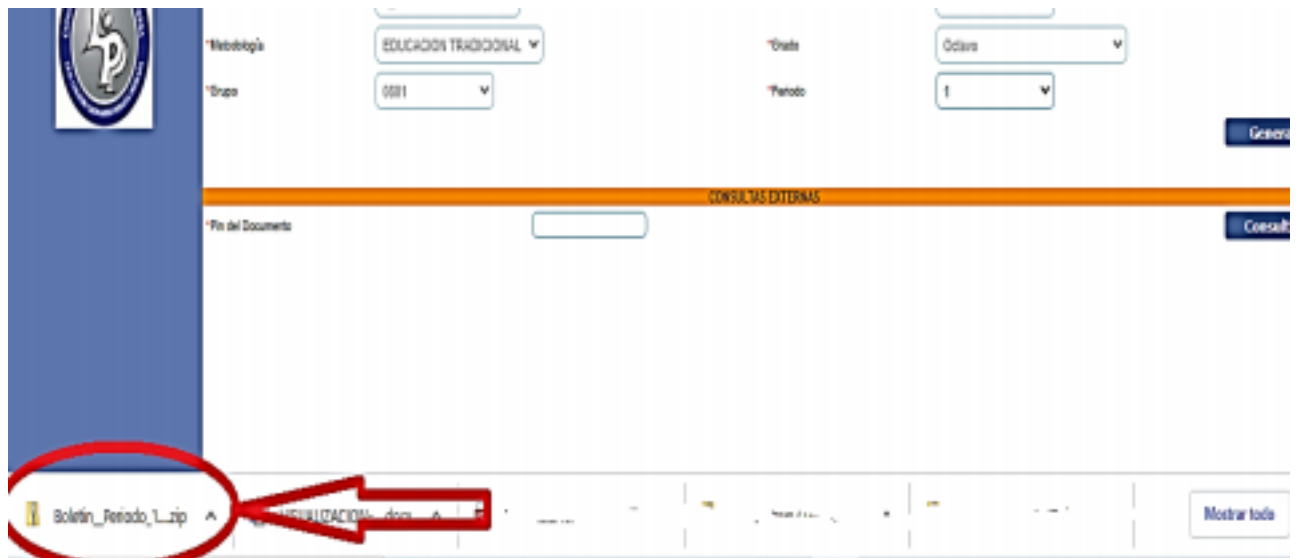 *Metodología EDUCACION TRADICIONAL *Grado Octavo
*Grupo 0801 *Periodo 1
Genera
CONSULTAS EXTERNAS
*Pin del Documento Consult
Boletin_Periodo_1....zip Mostrar todo